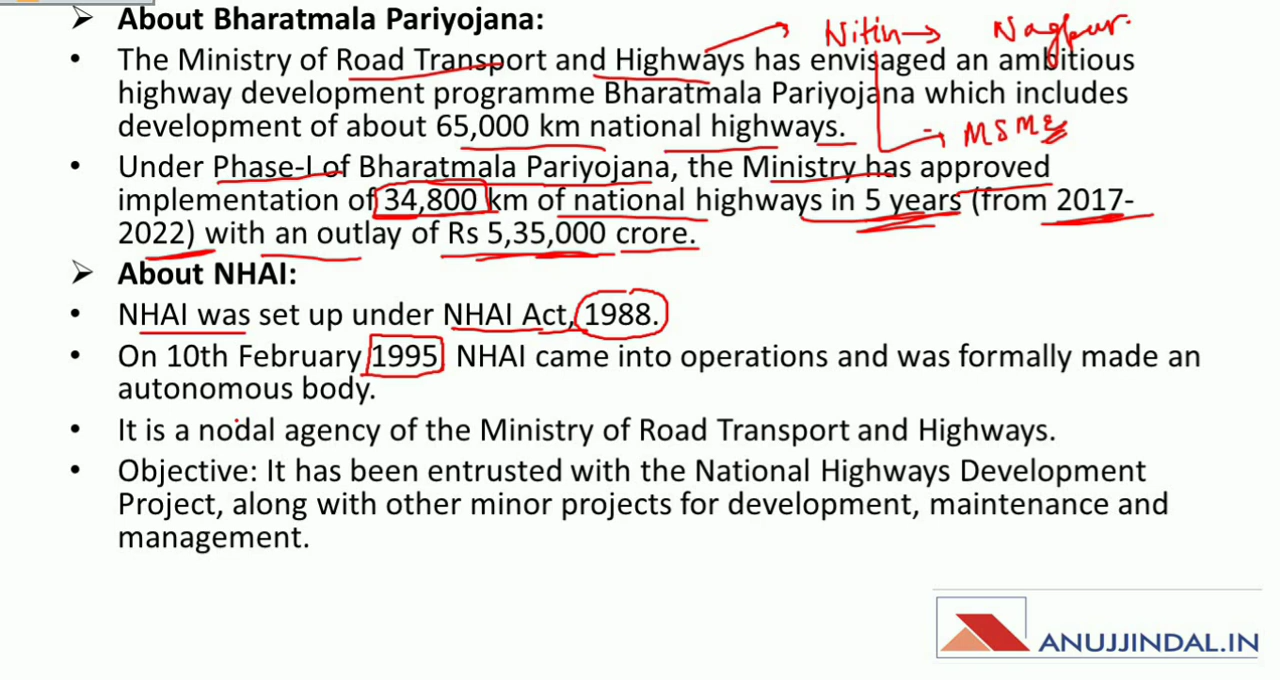 ➢ About Bharatmala Pariyojana:
Nitin → Nagpur.
• The Ministry of Road Transport and Highways has envisaged an ambitious
highway development programme Bharatmala Pariyojana which includes
development of about 65,000 km national highways.
→ MSME
• Under Phase-I of Bharatmala Pariyojana, the Ministry has approved
implementation of 34,800 km of national highways in 5 years (from 2017-
2022) with an outlay of Rs 5,35,000 crore.
➢ About NHAI:
• NHAI was set up under NHAI Act, 1988.
• On 10th February 1995 NHAI came into operations and was formally made an
autonomous body.
• It is a nodal agency of the Ministry of Road Transport and Highways.
• Objective: It has been entrusted with the National Highways Development
Project, along with other minor projects for development, maintenance and
management.
ANUJJINDAL.IN